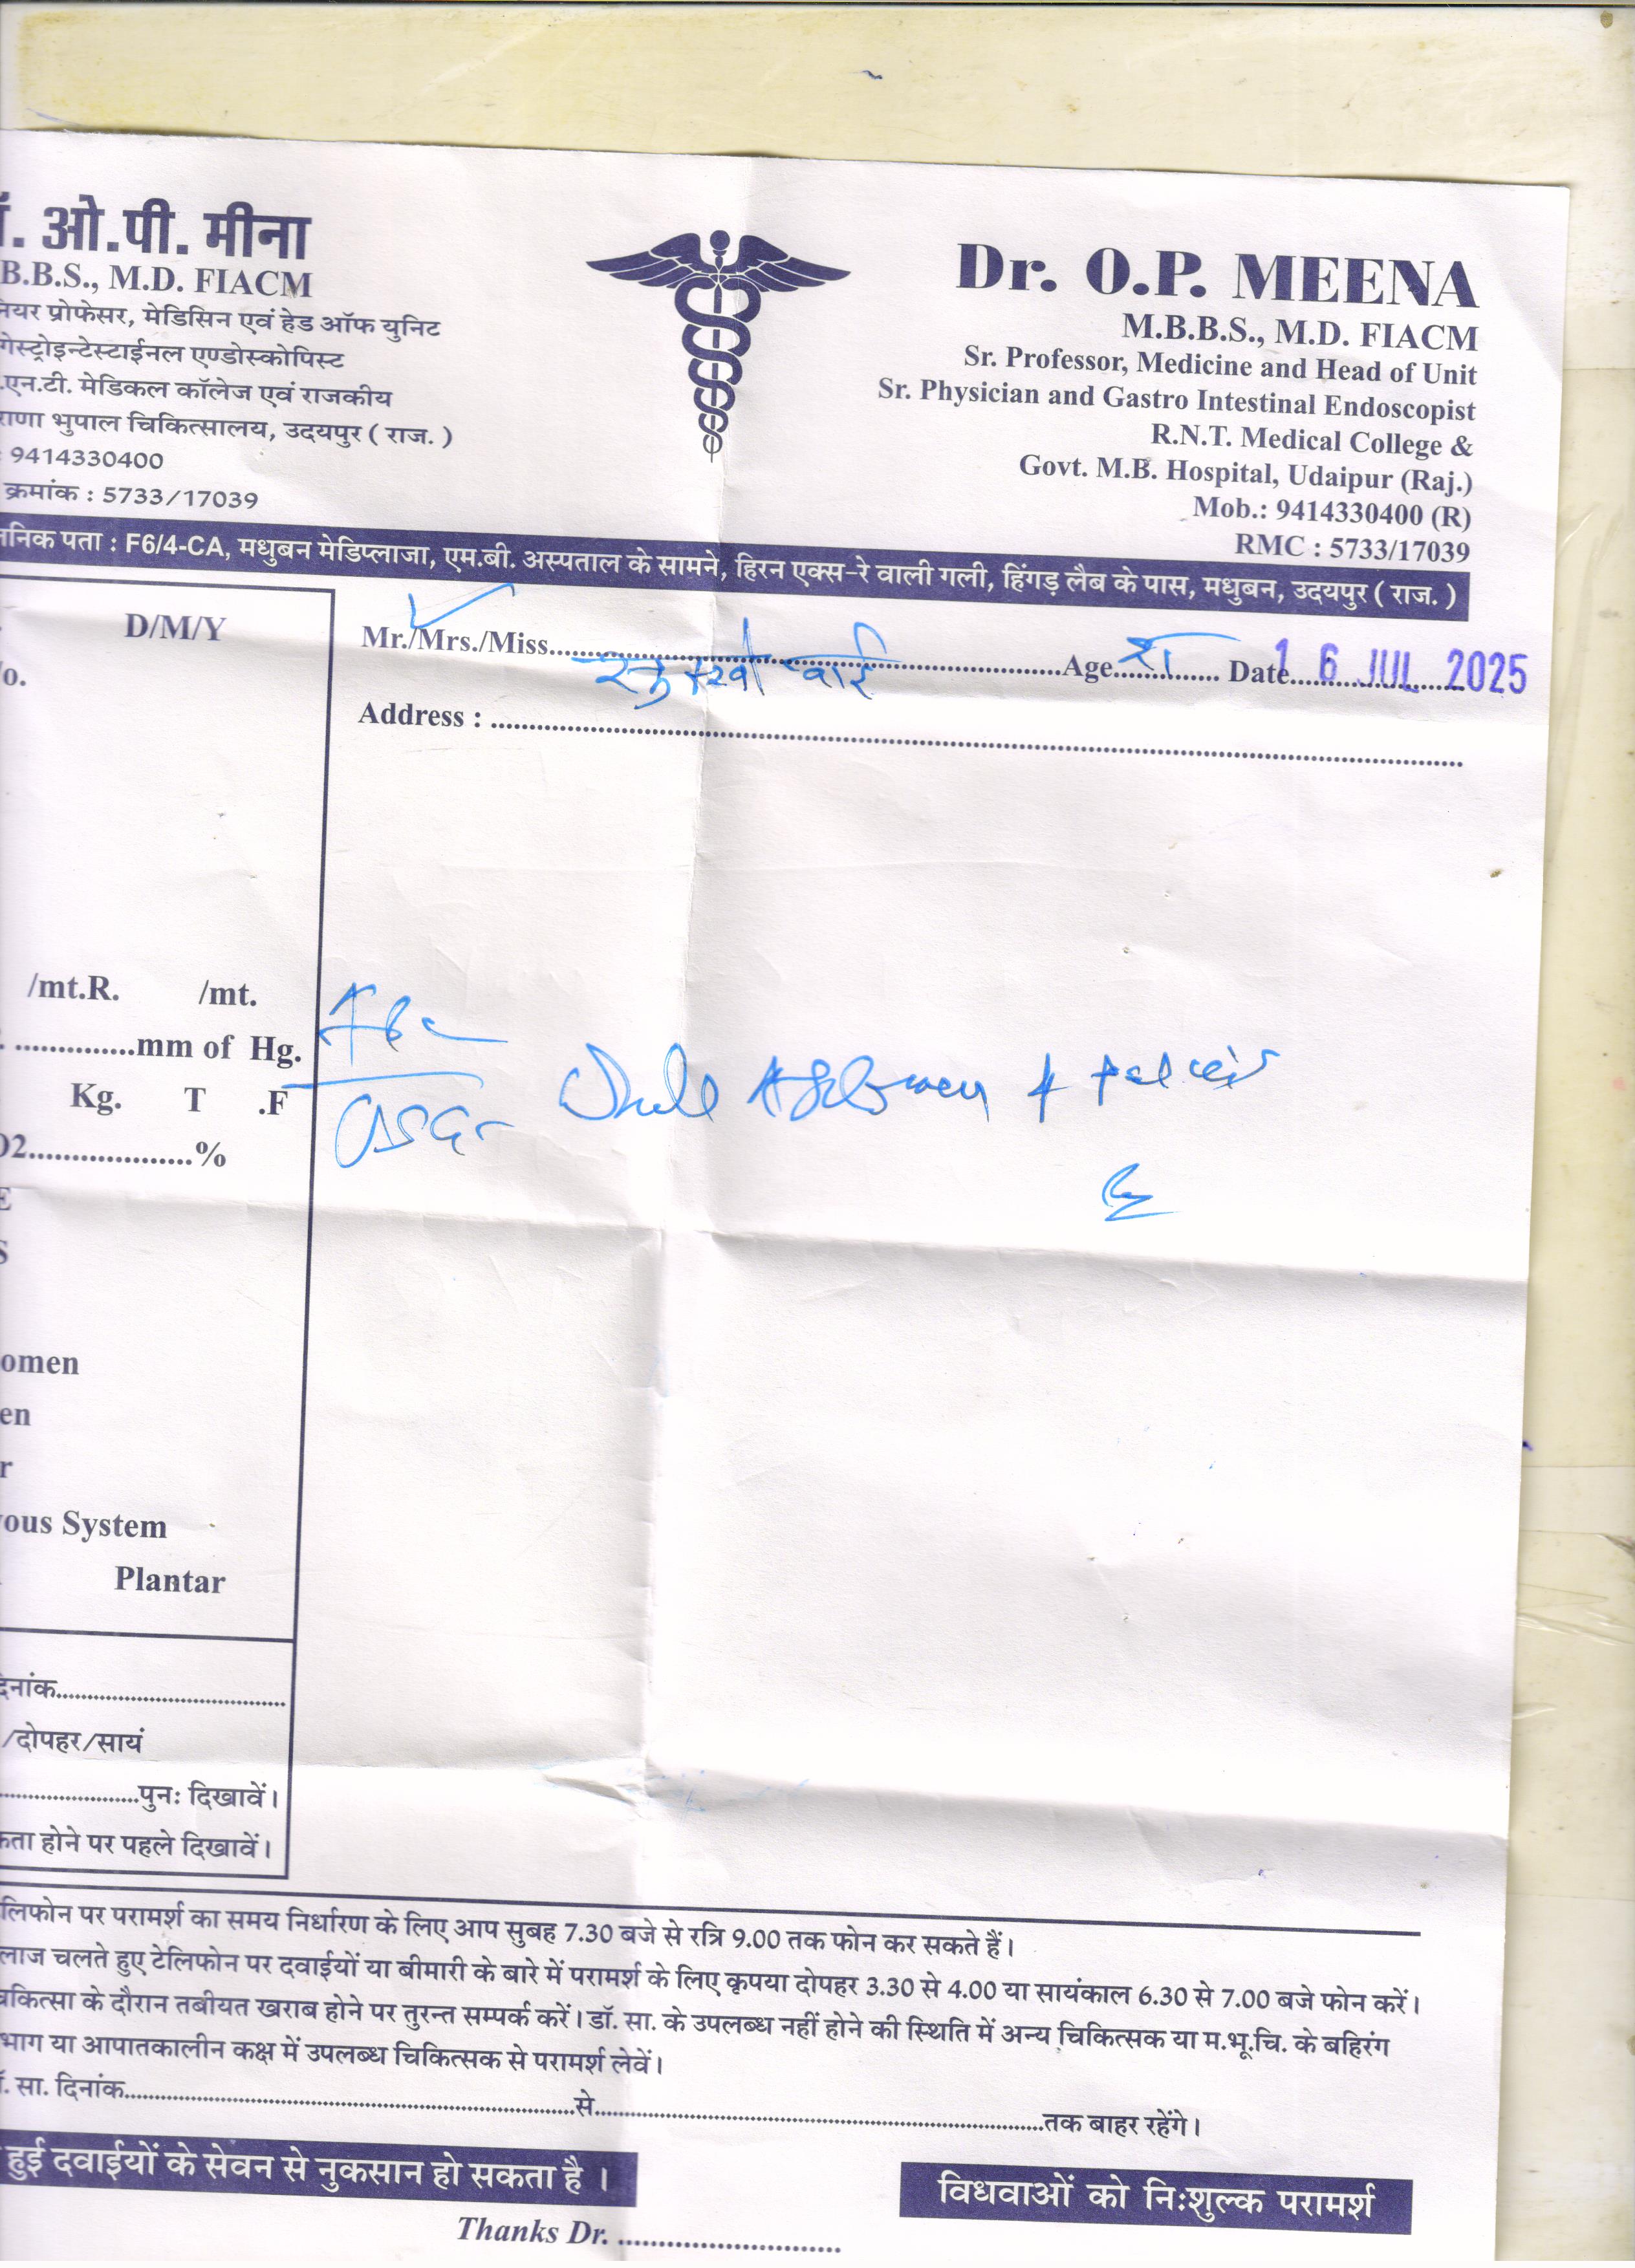 . ओ.पी. मीना
B.B.S., M.D. FIACM
प्रोफेसर, मेडिसिन एवं हेड ऑफ युनिट
गेस्ट्रोइन्टेस्टाईनल एण्डोस्कोपिस्ट
.एन.टी. मेडिकल कॉलेज एवं राजकीय
भुपाल चिकित्सालय, उदयपुर ( राज. )
: 9414330400
क्रमांक : 5733/17039
Dr. O.P. MEENA
M.B.B.S., M.D. FIACM
Sr. Professor, Medicine and Head of Unit
Sr. Physician and Gastro Intestinal Endoscopist
R.N.T. Medical College &
Govt. M.B. Hospital, Udaipur (Raj.)
Mob.: 9414330400 (R)
RMC : 5733/17039
पता : F6/4-CA, मधुबन मेडिप्लाजा, एम.बी. अस्पताल के सामने, हिरन एक्स-रे वाली गली, हिंगड़ लैब के पास, मधुबन, उदयपुर ( राज. )
D/M/Y
o.
/mt.R. /mt.
...............mm of Hg.
Kg. T .F
O2....................%
E
S
omen
en
r
ous System
Plantar
...........................................
/दोपहर/सायं
..........................पुनः दिखावें।
होने पर पहले दिखावें।
Mr./Mrs./Miss.......... बाई ..........Age.......... Date 16 JUL 2025
Address : ..........
Whole Abdomen & Pelvis
पर परामर्श का समय निर्धारण के लिए आप सुबह 7.30 बजे से रात्रि 9.00 तक फोन कर सकते हैं।
चलते हुए टेलिफोन पर दवाईयों या बीमारी के बारे में परामर्श के लिए कृपया दोपहर 3.30 से 4.00 या सायंकाल 6.30 से 7.00 बजे फोन करें।
के दौरान तबीयत खराब होने पर तुरन्त सम्पर्क करें। डॉ. सा. के उपलब्ध नहीं होने की स्थिति में अन्य चिकित्सक या म.भू.चि. के बहिरंग
भाग या आपातकालीन कक्ष में उपलब्ध चिकित्सक से परामर्श लेवें।
. सा. दिनांक..........से..........तक बाहर रहेंगे।
हुई दवाईयों के सेवन से नुकसान हो सकता है ।
विधवाओं को निःशुल्क परामर्श
Thanks Dr. ..........